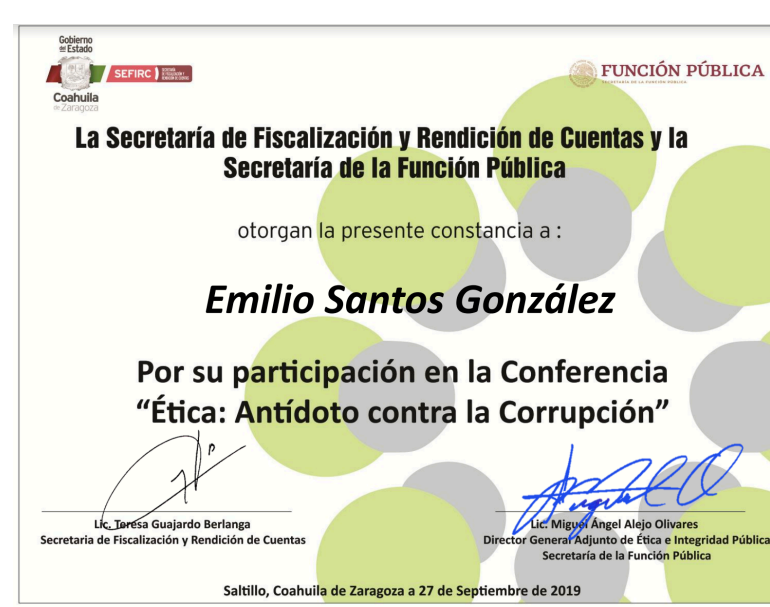 Gobierno
de Estado
SEFIRC
Coahuila
de Zaragoza
FUNCIÓN PÚBLICA
SECRETARÍA DE LA FUNCIÓN PÚBLICA
La Secretaría de Fiscalización y Rendición de Cuentas y la
Secretaría de la Función Pública
otorgan la presente constancia a :
Emilio Santos González
Por su participación en la Conferencia
“Ética: Antídoto contra la Corrupción”
Lic. Teresa Guajardo Berlanga
Secretaria de Fiscalización y Rendición de Cuentas
Lic. Miguel Ángel Alejo Olivares
Director General Adjunto de Ética e Integridad Pública
Secretaría de la Función Pública
Saltillo, Coahuila de Zaragoza a 27 de Septiembre de 2019